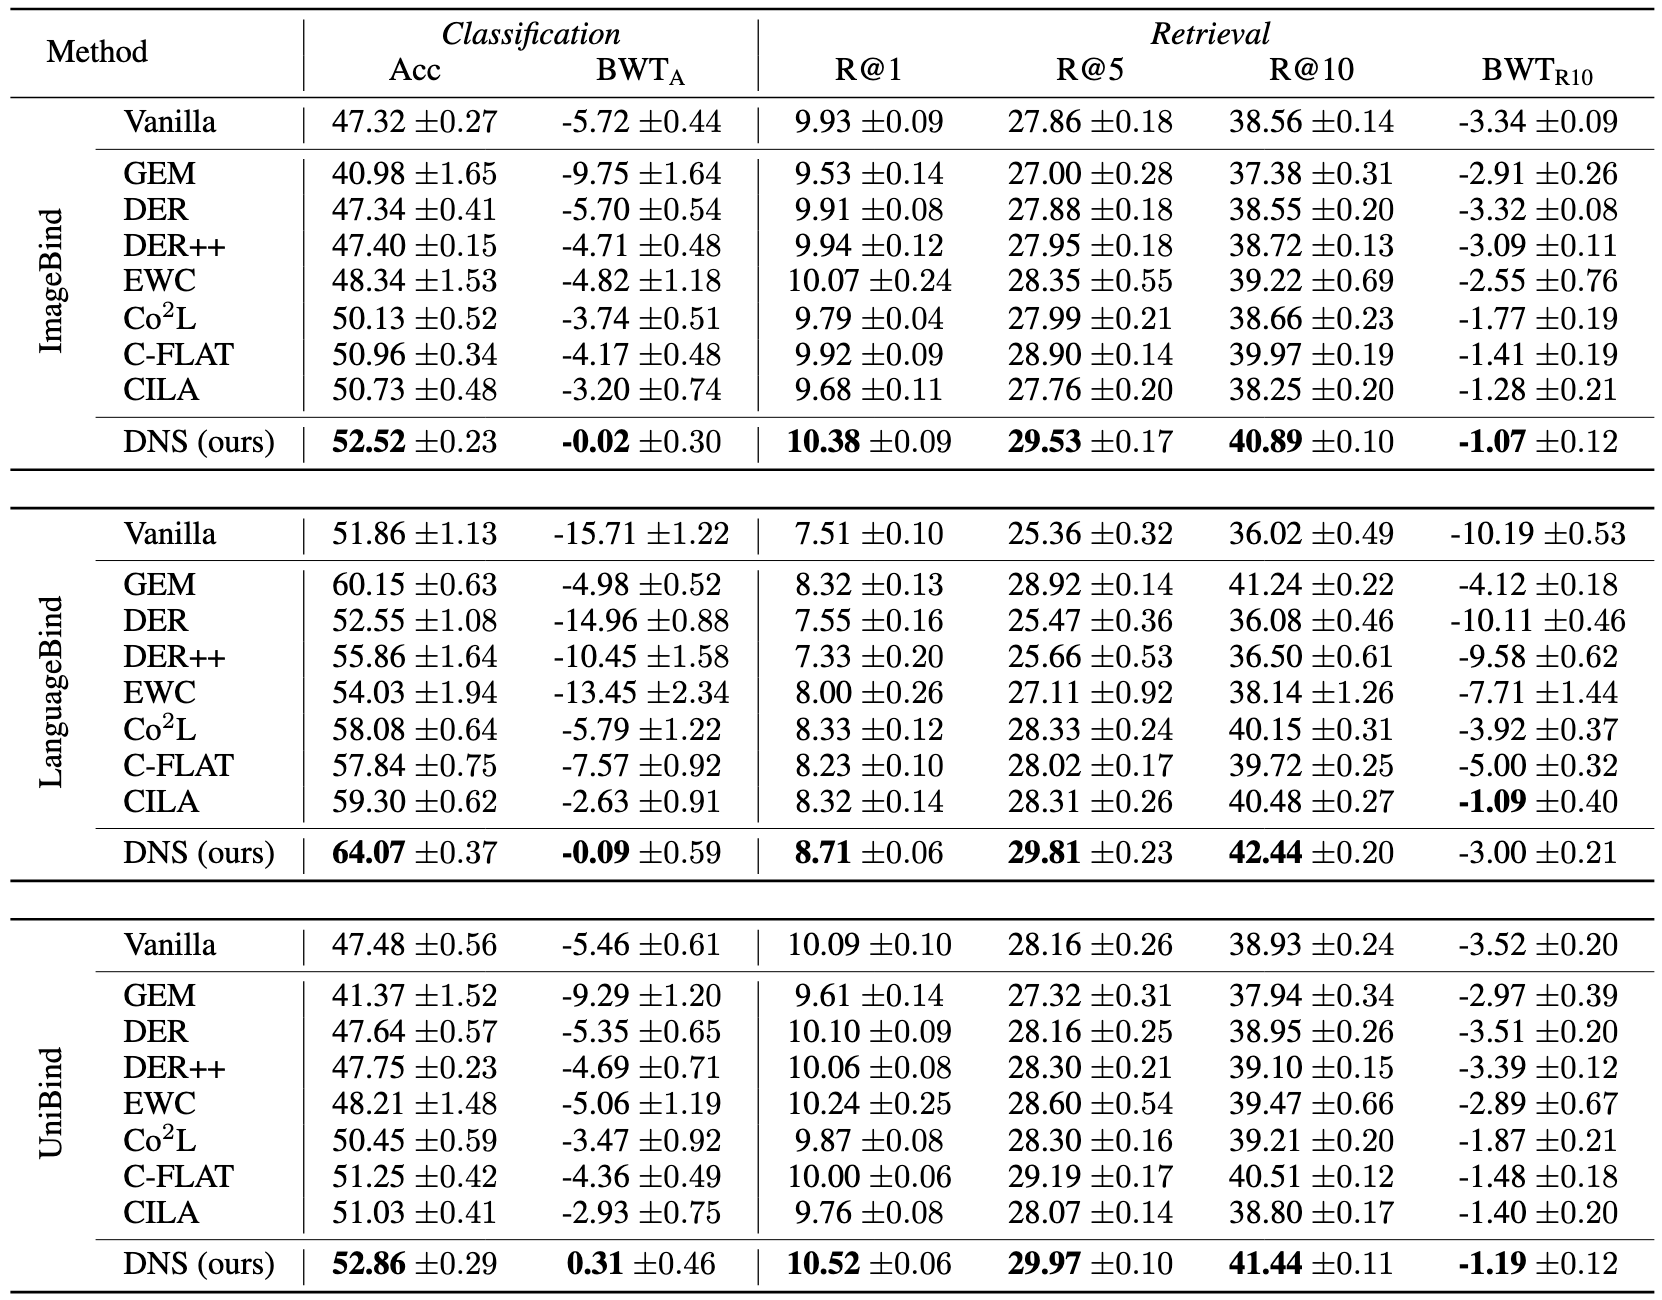 Method Classification Retrieval
Acc BWT_A R@1 R@5 R@10 BWT_R10
ImageBind
Vanilla 47.32 ±0.27 -5.72 ±0.44 9.93 ±0.09 27.86 ±0.18 38.56 ±0.14 -3.34 ±0.09
GEM 40.98 ±1.65 -9.75 ±1.64 9.53 ±0.14 27.00 ±0.28 37.38 ±0.31 -2.91 ±0.26
DER 47.34 ±0.41 -5.70 ±0.54 9.91 ±0.08 27.88 ±0.18 38.55 ±0.20 -3.32 ±0.08
DER++ 47.40 ±0.15 -4.71 ±0.48 9.94 ±0.12 27.95 ±0.18 38.72 ±0.13 -3.09 ±0.11
EWC 48.34 ±1.53 -4.82 ±1.18 10.07 ±0.24 28.35 ±0.55 39.22 ±0.69 -2.55 ±0.76
Co²L 50.13 ±0.52 -3.74 ±0.51 9.79 ±0.04 27.99 ±0.21 38.66 ±0.23 -1.77 ±0.19
C-FLAT 50.96 ±0.34 -4.17 ±0.48 9.92 ±0.09 28.90 ±0.14 39.97 ±0.19 -1.41 ±0.19
CILA 50.73 ±0.48 -3.20 ±0.74 9.68 ±0.11 27.76 ±0.20 38.25 ±0.20 -1.28 ±0.21
DNS (ours) 52.52 ±0.23 -0.02 ±0.30 10.38 ±0.09 29.53 ±0.17 40.89 ±0.10 -1.07 ±0.12
LanguageBind
Vanilla 51.86 ±1.13 -15.71 ±1.22 7.51 ±0.10 25.36 ±0.32 36.02 ±0.49 -10.19 ±0.53
GEM 60.15 ±0.63 -4.98 ±0.52 8.32 ±0.13 28.92 ±0.14 41.24 ±0.22 -4.12 ±0.18
DER 52.55 ±1.08 -14.96 ±0.88 7.55 ±0.16 25.47 ±0.36 36.08 ±0.46 -10.11 ±0.46
DER++ 55.86 ±1.64 -10.45 ±1.58 7.33 ±0.20 25.66 ±0.53 36.50 ±0.61 -9.58 ±0.62
EWC 54.03 ±1.94 -13.45 ±2.34 8.00 ±0.26 27.11 ±0.92 38.14 ±1.26 -7.71 ±1.44
Co²L 58.08 ±0.64 -5.79 ±1.22 8.33 ±0.12 28.33 ±0.24 40.15 ±0.31 -3.92 ±0.37
C-FLAT 57.84 ±0.75 -7.57 ±0.92 8.23 ±0.10 28.02 ±0.17 39.72 ±0.25 -5.00 ±0.32
CILA 59.30 ±0.62 -2.63 ±0.91 8.32 ±0.14 28.31 ±0.26 40.48 ±0.27 -1.09 ±0.40
DNS (ours) 64.07 ±0.37 -0.09 ±0.59 8.71 ±0.06 29.81 ±0.23 42.44 ±0.20 -3.00 ±0.21
UniBind
Vanilla 47.48 ±0.56 -5.46 ±0.61 10.09 ±0.10 28.16 ±0.26 38.93 ±0.24 -3.52 ±0.20
GEM 41.37 ±1.52 -9.29 ±1.20 9.61 ±0.14 27.32 ±0.31 37.94 ±0.34 -2.97 ±0.39
DER 47.64 ±0.57 -5.35 ±0.65 10.10 ±0.09 28.16 ±0.25 38.95 ±0.26 -3.51 ±0.20
DER++ 47.75 ±0.23 -4.69 ±0.71 10.06 ±0.08 28.30 ±0.21 39.10 ±0.15 -3.39 ±0.12
EWC 48.21 ±1.48 -5.06 ±1.19 10.24 ±0.25 28.60 ±0.54 39.47 ±0.66 -2.89 ±0.67
Co²L 50.45 ±0.59 -3.47 ±0.92 9.87 ±0.08 28.30 ±0.16 39.21 ±0.20 -1.87 ±0.21
C-FLAT 51.25 ±0.42 -4.36 ±0.49 10.00 ±0.06 29.19 ±0.17 40.51 ±0.12 -1.48 ±0.18
CILA 51.03 ±0.41 -2.93 ±0.75 9.76 ±0.08 28.07 ±0.14 38.80 ±0.17 -1.40 ±0.20
DNS (ours) 52.86 ±0.29 0.31 ±0.46 10.52 ±0.06 29.97 ±0.10 41.44 ±0.11 -1.19 ±0.12